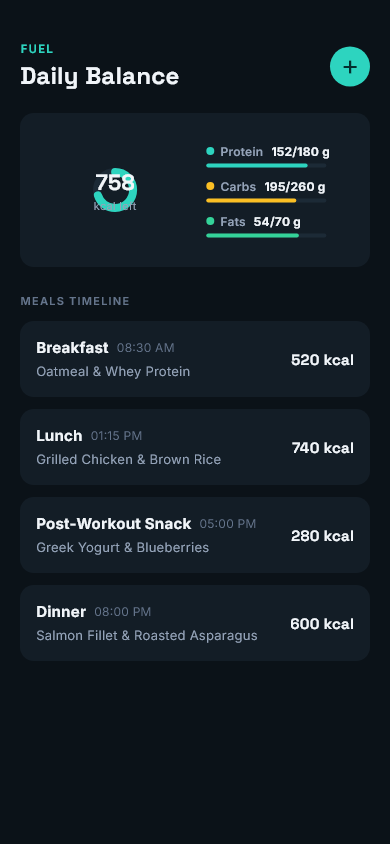 FUEL
Daily Balance
758
kcal left
Protein 152/180 g
Carbs 195/260 g
Fats 54/70 g
MEALS TIMELINE
Breakfast 08:30 AM
Oatmeal & Whey Protein
520 kcal
Lunch 01:15 PM
Grilled Chicken & Brown Rice
740 kcal
Post-Workout Snack 05:00 PM
Greek Yogurt & Blueberries
280 kcal
Dinner 08:00 PM
Salmon Fillet & Roasted Asparagus
600 kcal